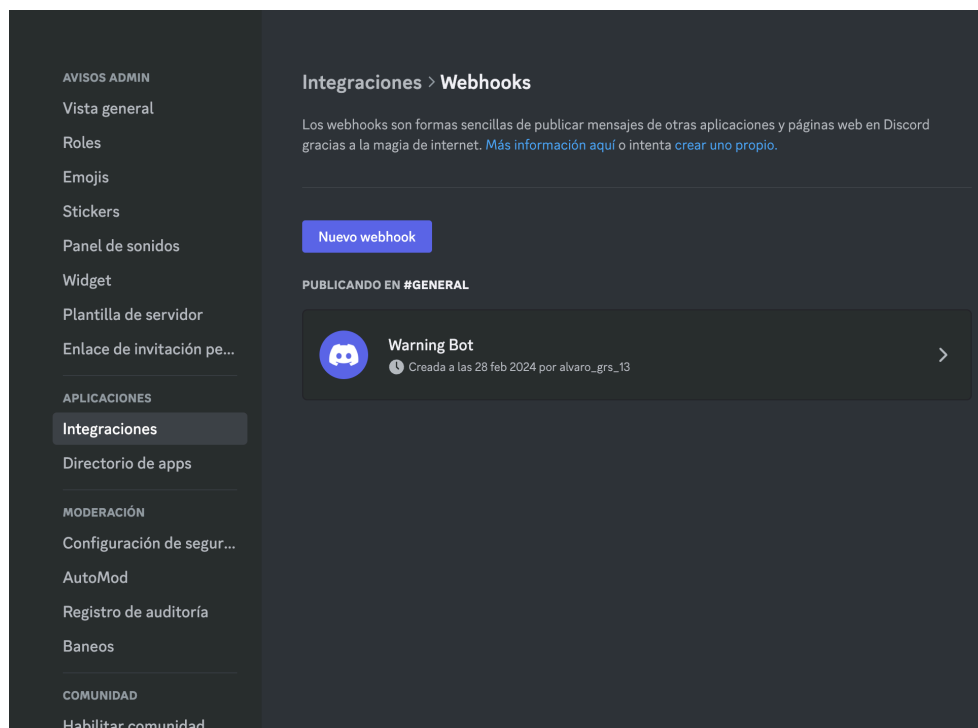 AVISOS ADMIN
Vista general
Roles
Emojis
Stickers
Panel de sonidos
Widget
Plantilla de servidor
Enlace de invitación pe...
APLICACIONES
Integraciones
Directorio de apps
MODERACIÓN
Configuración de segur...
AutoMod
Registro de auditoría
Baneos
COMUNIDAD
Habilitar comunidad
Integraciones > Webhooks
Los webhooks son formas sencillas de publicar mensajes de otras aplicaciones y páginas web en Discord
gracias a la magia de internet. Más información aquí o intenta crear uno propio.
Nuevo webhook
PUBLICANDO EN #GENERAL
Warning Bot
Creada a las 28 feb 2024 por alvaro_grs_13